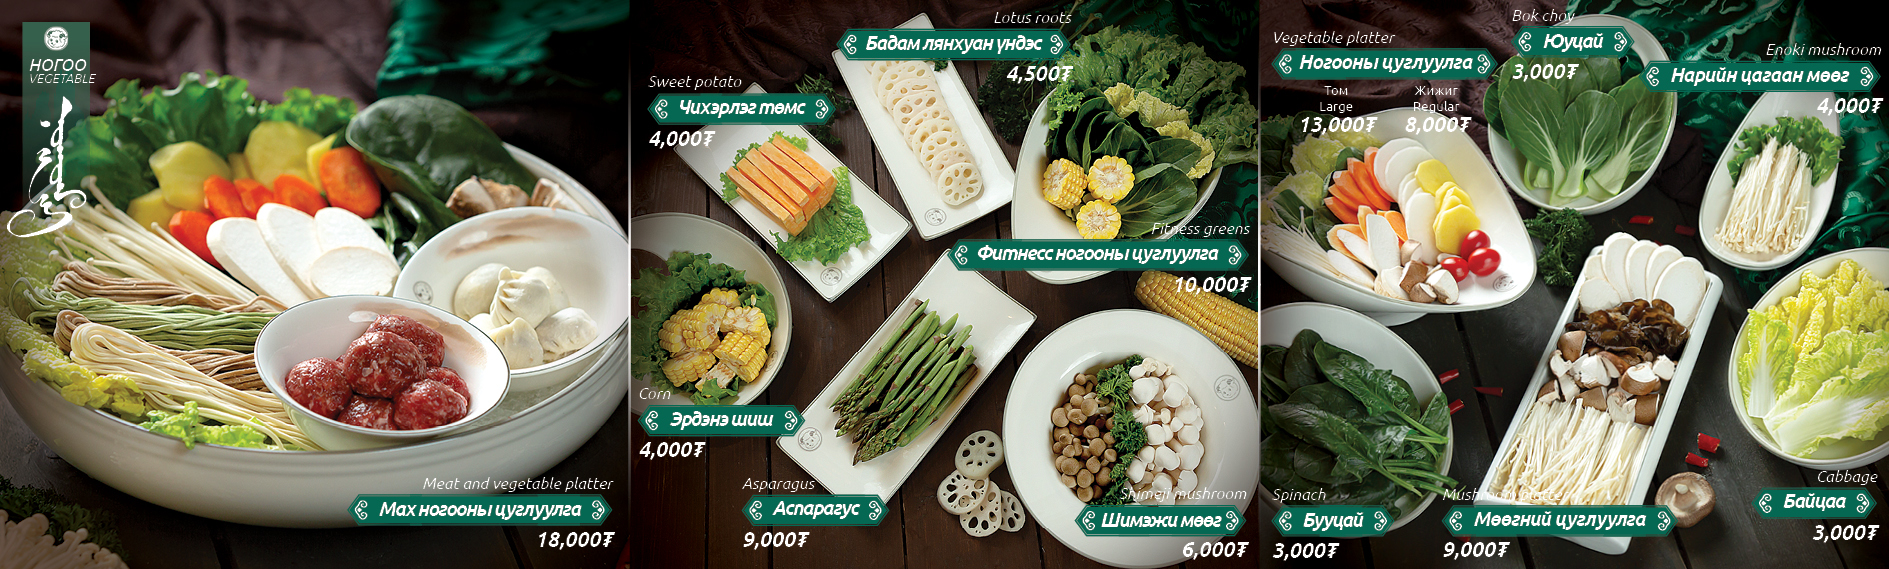 НОГОО
VEGETABLE
Meat and vegetable platter
Мах ногооны цуглуулга
18,000₮
Lotus roots
Бадам лянхуан үндэс
4,500₮
Sweet potato
Чихэрлэг төмс
4,000₮
Fitness greens
Фитнесс ногооны цуглуулга
10,000₮
Corn
Эрдэнэ шиш
4,000₮
Asparagus
Аспарагус
9,000₮
Shimeji mushroom
Шимэжи мөөг
6,000₮
Bok choy
Юуцай
3,000₮
Vegetable platter
Ногооны цуглуулга
Том Жижиг
Large Regular
13,000₮ 8,000₮
Enoki mushroom
Нарийн цагаан мөөг
4,000₮
Spinach
Бууцай
3,000₮
Mushroom platter
Мөөгний цуглуулга
9,000₮
Cabbage
Байцаа
3,000₮